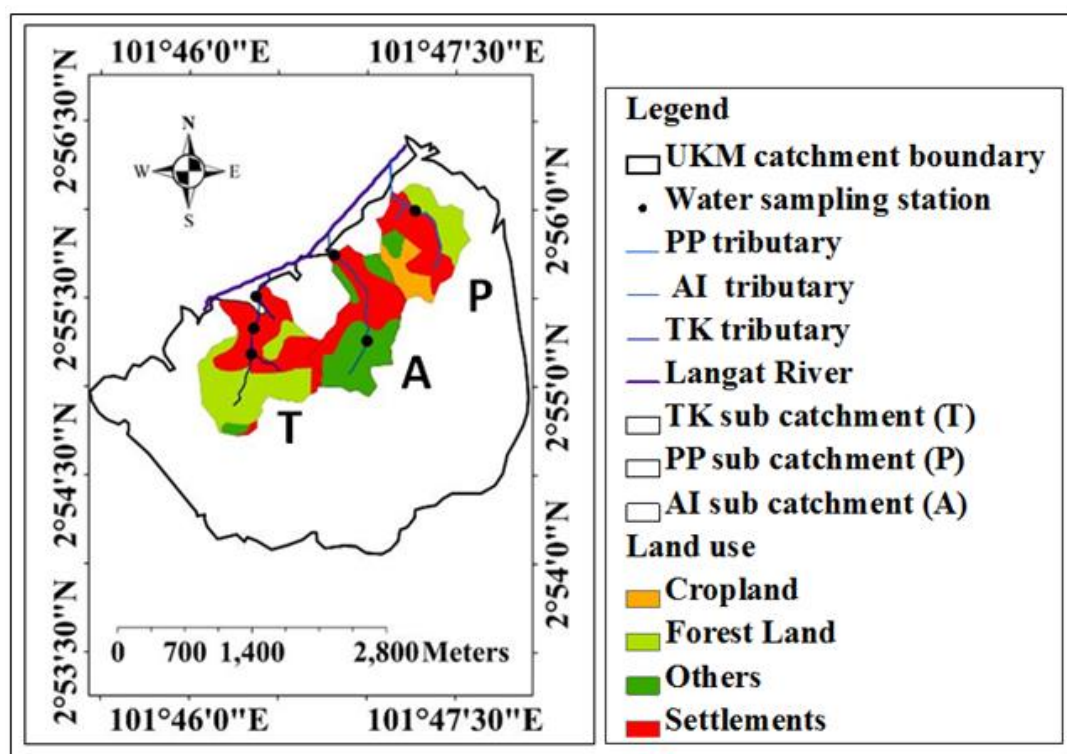 101°46'0"E 101°47'30"E
2°56'30"N
2°56'0"N
2°55'30"N
2°55'0"N
2°54'30"N
2°54'0"N
2°53'30"N
N
W E
S
P
A
T
0 700 1,400 2,800 Meters
101°46'0"E 101°47'30"E
Legend
UKM catchment boundary
Water sampling station
PP tributary
AI tributary
TK tributary
Langat River
TK sub catchment (T)
PP sub catchment (P)
AI sub catchment (A)
Land use
Cropland
Forest Land
Others
Settlements